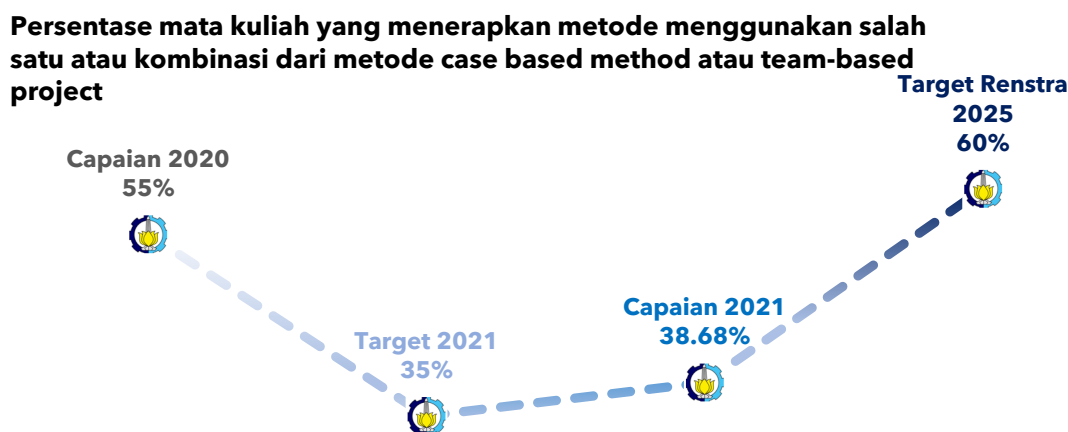 Persentase mata kuliah yang menerapkan metode menggunakan salah
satu atau kombinasi dari metode case based method atau team-based
project
Target Renstra
2025
60%
Capaian 2020
55%
Capaian 2021
38.68%
Target 2021
35%